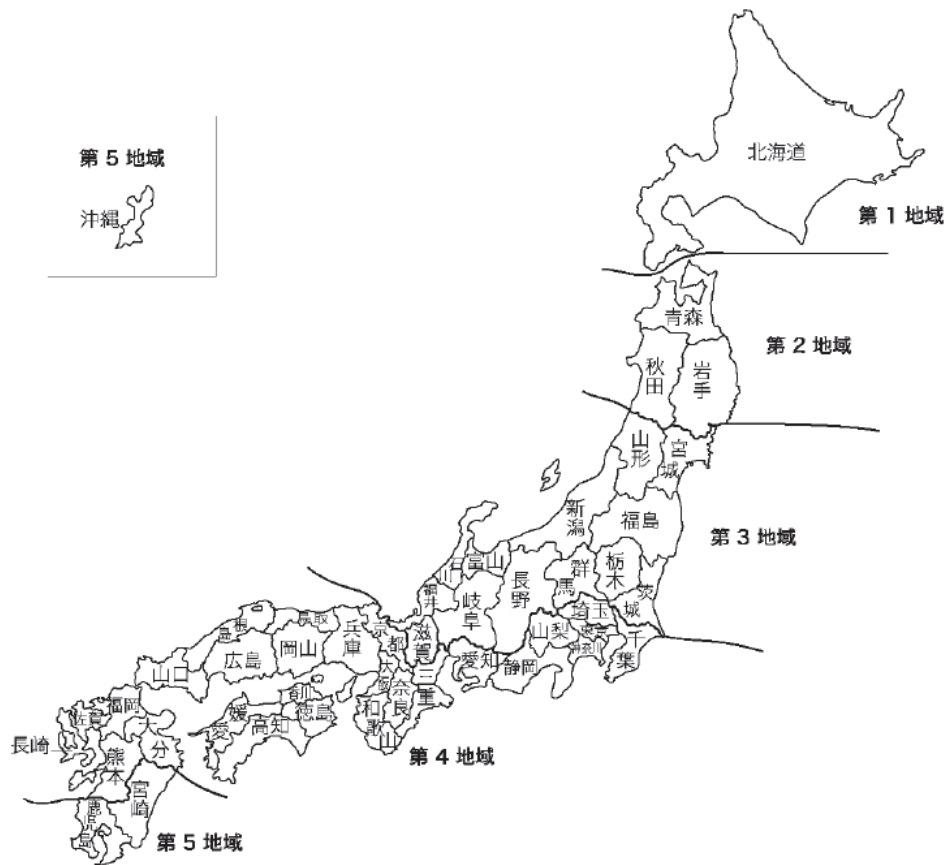 第 5 地域
沖縄
北海道
第 1 地域
青森
第 2 地域
秋田
岩手
山形
宮城
新潟
福島
第 3 地域
石川
富山
長野
群馬
栃木
茨城
福井
岐阜
埼玉
島根
鳥取
兵庫
京都
滋賀
山梨
東京
神奈川
千葉
山口
広島
岡山
大阪
愛知
静岡
三重
奈良
和歌山
香川
徳島
愛媛
高知
福岡
佐賀
大分
長崎
熊本
第 4 地域
宮崎
鹿児島
第 5 地域